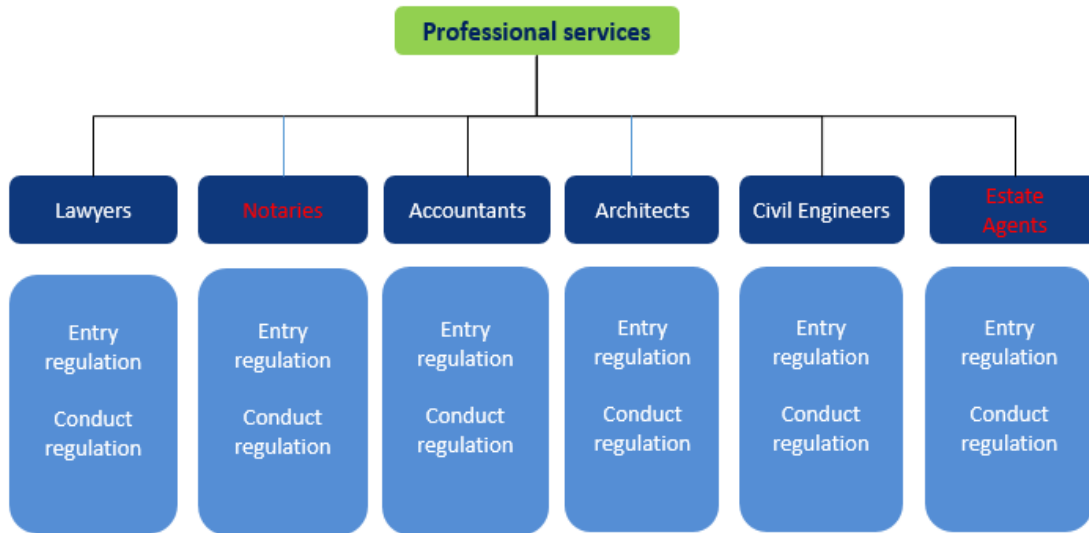 Professional services
Lawyers
Notaries
Accountants
Architects
Civil Engineers
Estate
Agents
Entry
regulation
Conduct
regulation
Entry
regulation
Conduct
regulation
Entry
regulation
Conduct
regulation
Entry
regulation
Conduct
regulation
Entry
regulation
Conduct
regulation
Entry
regulation
Conduct
regulation